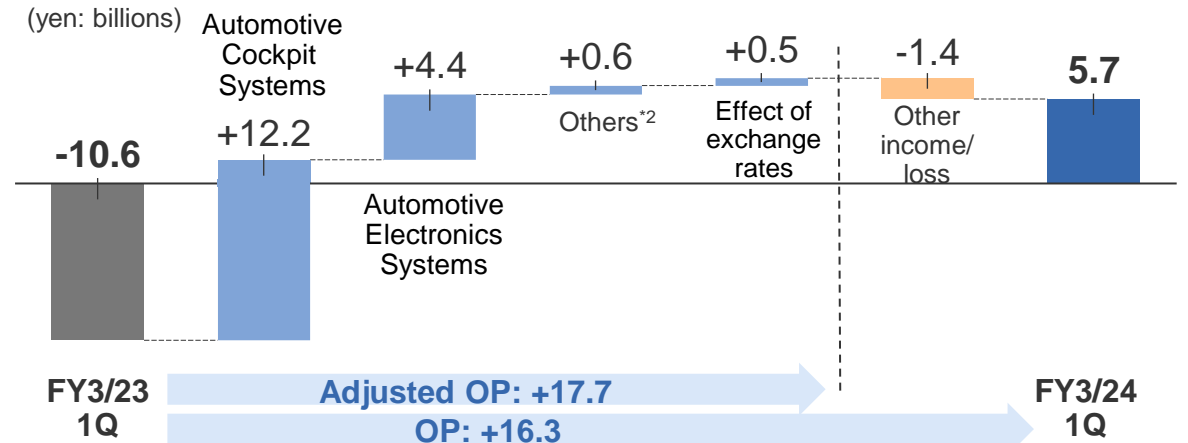 (yen: billions)
Automotive
Cockpit
Systems
+12.2
-10.6
+4.4
Automotive
Electronics
Systems
+0.6
Others*2
+0.5
Effect of
exchange
rates
-1.4
Other
income/
loss
5.7
FY3/23
1Q
Adjusted OP: +17.7
OP: +16.3
FY3/24
1Q